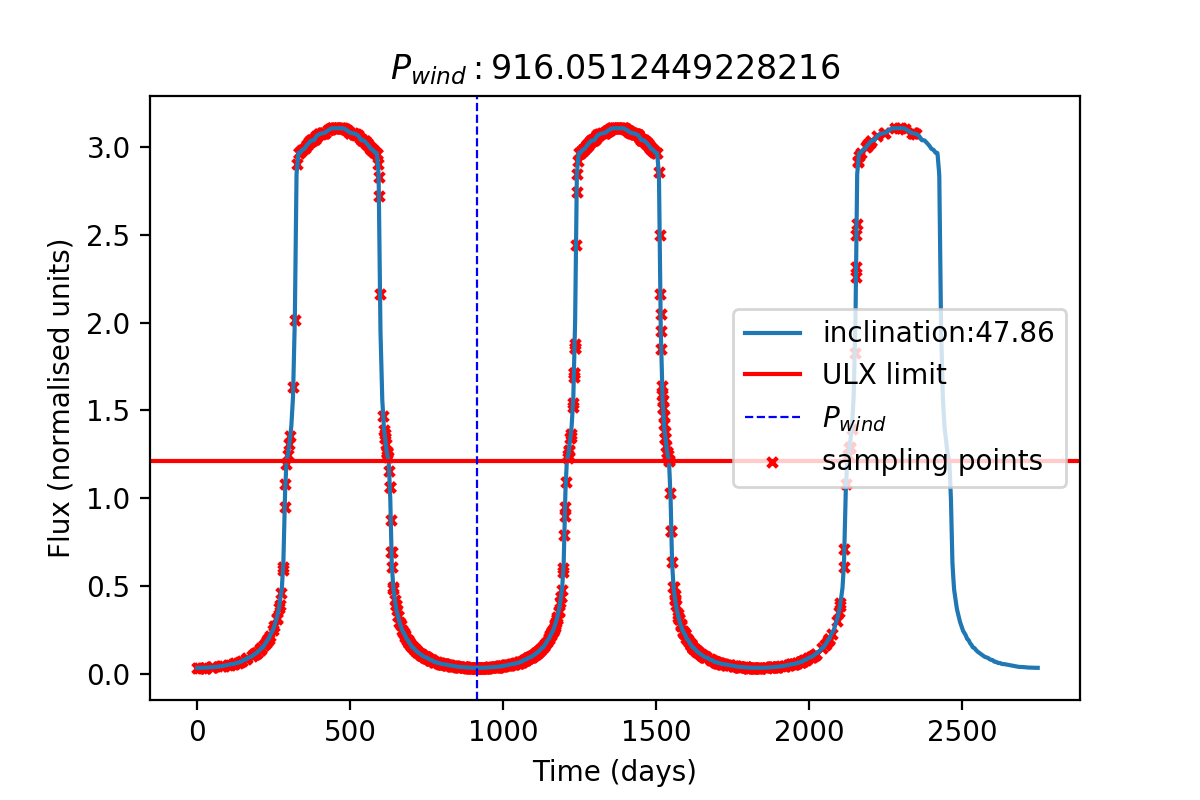 P_wind : 916.0512449228216
Flux (normalised units)
3.0
2.5
2.0
1.5
1.0
0.5
0.0
inclination:47.86
ULX limit
P_wind
sampling points
0 500 1000 1500 2000 2500
Time (days)